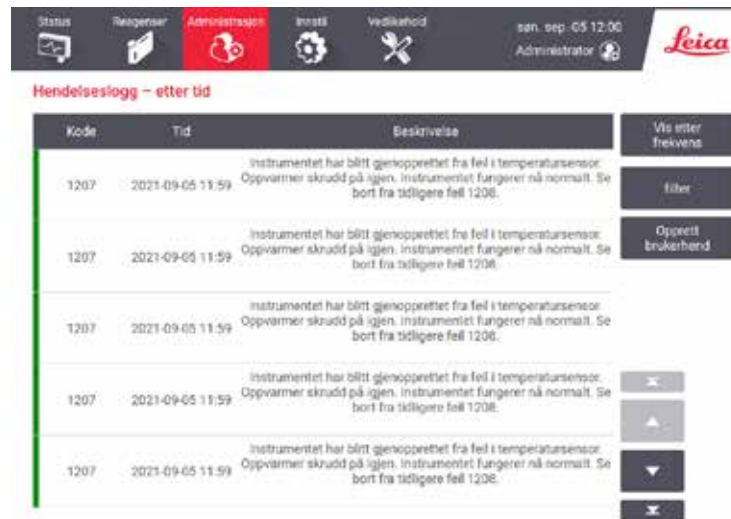 Status
Reagenser
Administrasjon
Innstil
Vedlikehold
søn. sep. 05 12:00
Administrator
Leica
Hendelseslogg – etter tid
Kode
Tid
Beskrivelse
Vis etter
frekvens
filter
Opprett
brukerhend
1207
2021-09-05 11:59
Instrumentet har blitt gjenopprettet fra feil i temperatursensor.
Oppvarmer skrudd på igjen. Instrumentet fungerer nå normalt. Se
bort fra tidligere feil 1208.
1207
2021-09-05 11:59
Instrumentet har blitt gjenopprettet fra feil i temperatursensor.
Oppvarmer skrudd på igjen. Instrumentet fungerer nå normalt. Se
bort fra tidligere feil 1208.
1207
2021-09-05 11:59
Instrumentet har blitt gjenopprettet fra feil i temperatursensor.
Oppvarmer skrudd på igjen. Instrumentet fungerer nå normalt. Se
bort fra tidligere feil 1208.
1207
2021-09-05 11:59
Instrumentet har blitt gjenopprettet fra feil i temperatursensor.
Oppvarmer skrudd på igjen. Instrumentet fungerer nå normalt. Se
bort fra tidligere feil 1208.
1207
2021-09-05 11:59
Instrumentet har blitt gjenopprettet fra feil i temperatursensor.
Oppvarmer skrudd på igjen. Instrumentet fungerer nå normalt. Se
bort fra tidligere feil 1208.